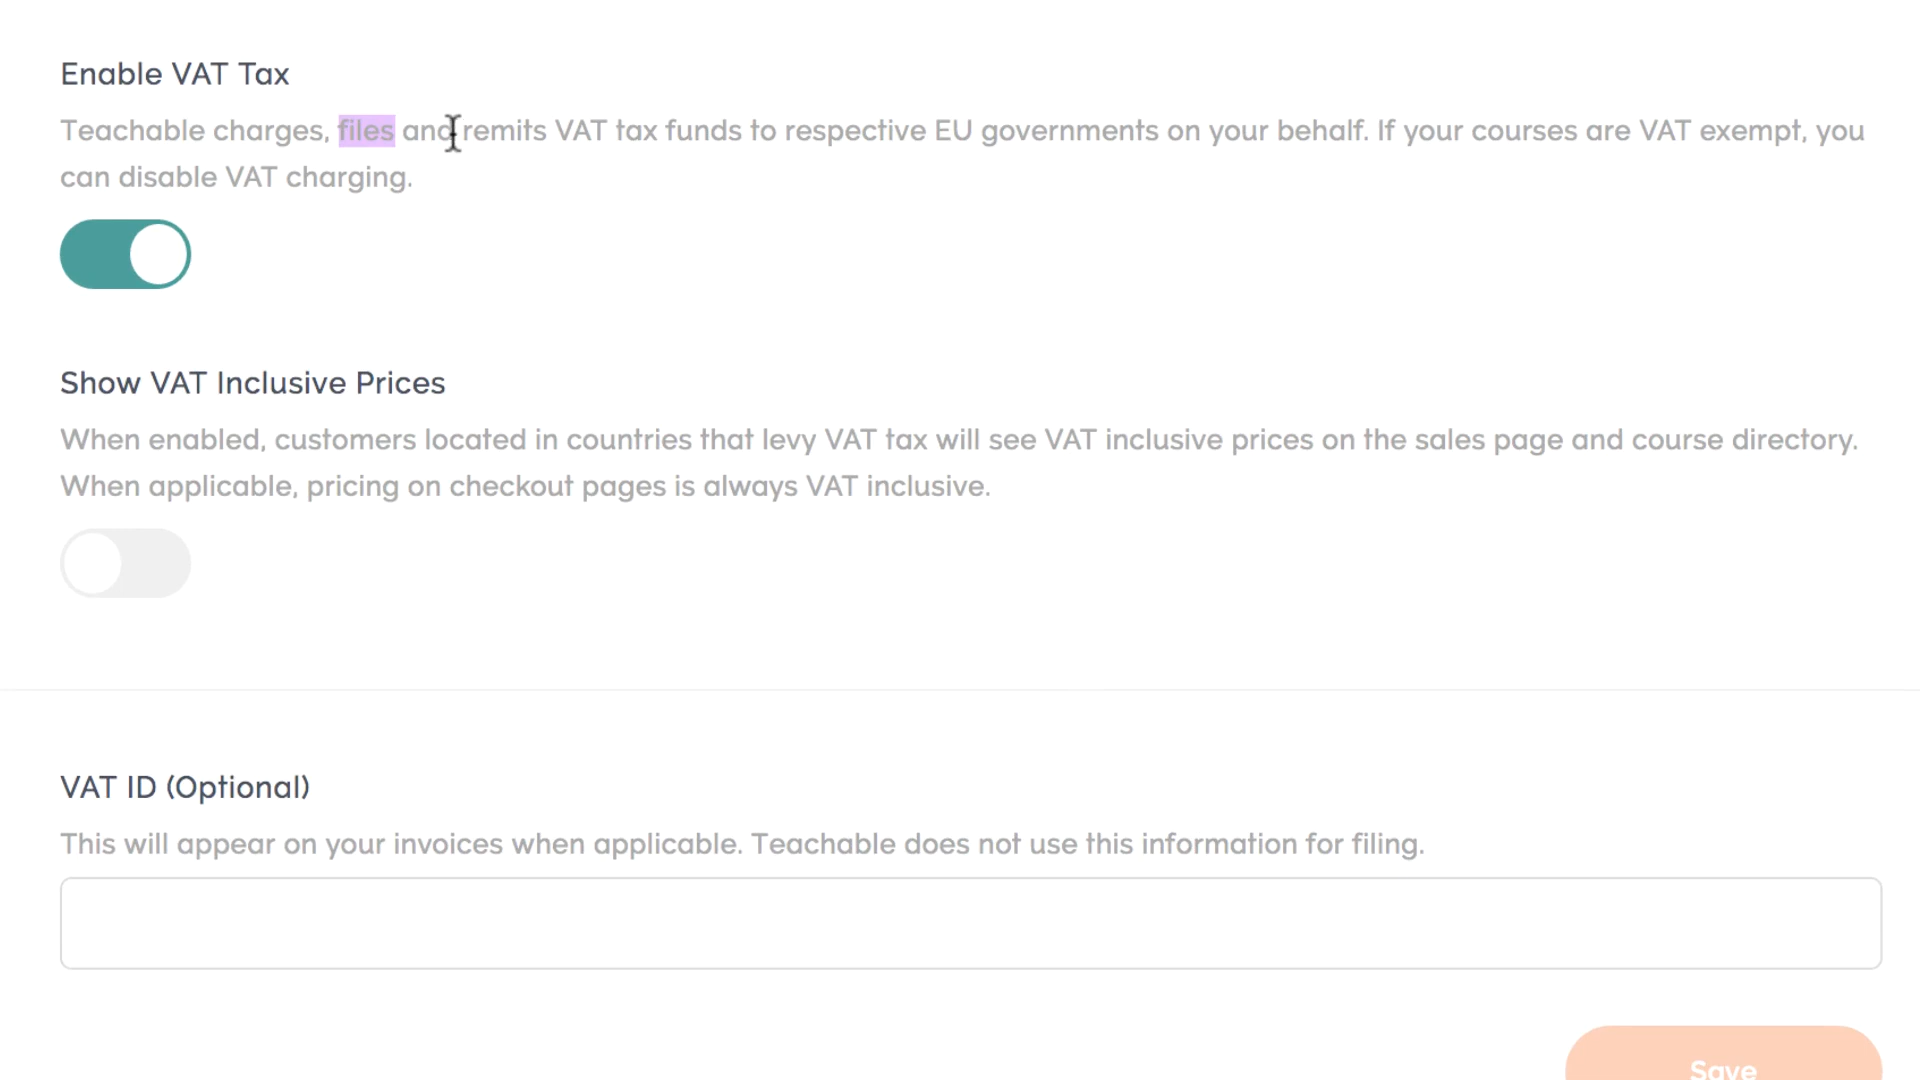 Enable VAT Tax
Teachable charges, files and remits VAT tax funds to respective EU governments on your behalf. If your courses are VAT exempt, you
can disable VAT charging.
Show VAT Inclusive Prices
When enabled, customers located in countries that levy VAT tax will see VAT inclusive prices on the sales page and course directory.
When applicable, pricing on checkout pages is always VAT inclusive.
VAT ID (Optional)
This will appear on your invoices when applicable. Teachable does not use this information for filing.
Save